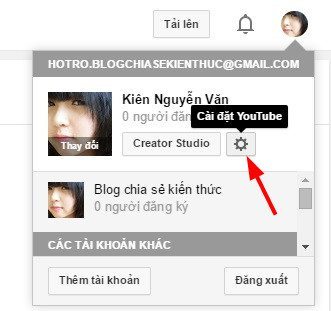 Tải lên
HOTRO.BLOGCHIASEKIENTHUC@GMAIL.COM
Kiên Nguyễn Văn
0 người đăng
Cài đặt YouTube
Thay đổi
Creator Studio
Blog chia sẻ kiến thức
0 người đăng ký
CÁC TÀI KHOẢN KHÁC
Thêm tài khoản
Đăng xuất